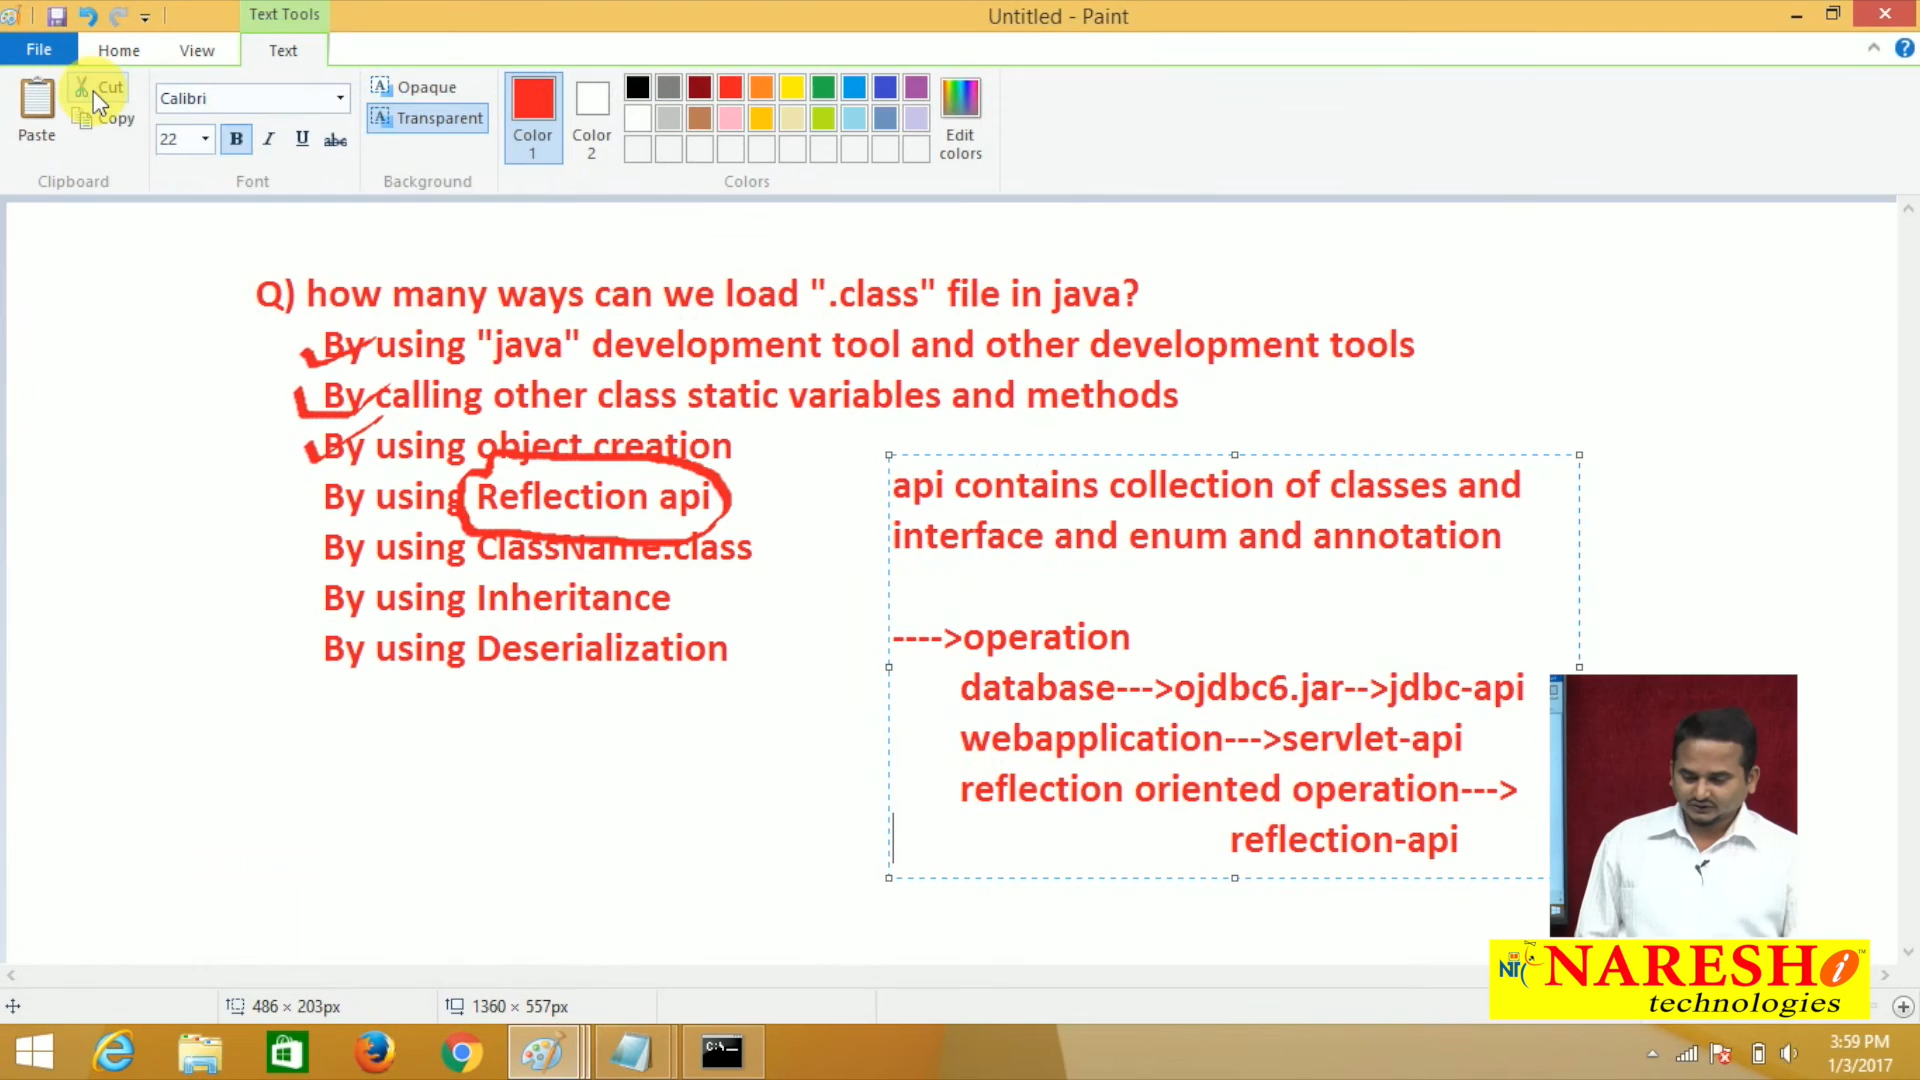 Text Tools
Untitled - Paint
File
Home
View
Text
Paste
Cut
Copy
Clipboard
Calibri
22
B
I
U
abc
Font
Opaque
Transparent
Background
Color 1
Color 2
Edit colors
Colors
Q) how many ways can we load ".class" file in java?
By using "java" development tool and other development tools
By calling other class static variables and methods
By using object creation
By using Reflection api
By using ClassName.class
By using Inheritance
By using Deserialization
api contains collection of classes and
interface and enum and annotation
---->operation
database--->ojdbc6.jar-->jdbc-api
webapplication--->servlet-api
reflection oriented operation--->
reflection-api
NARESH i
technologies
486 × 203px
1360 × 557px
C:\_
3:59 PM
1/3/2017